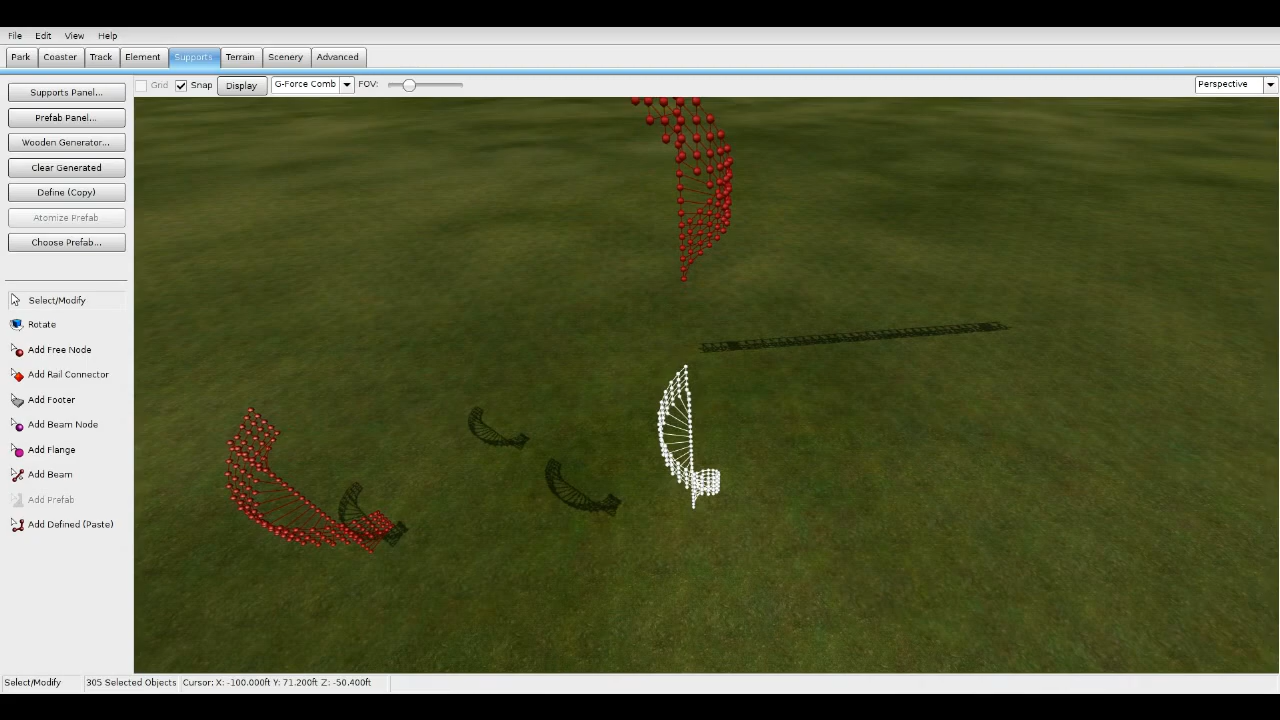 File Edit View Help
Park Coaster Track Element Supports Terrain Scenery Advanced
Grid Snap Display G-Force Comb FOV: Perspective
Supports Panel...
Prefab Panel...
Wooden Generator...
Clear Generated
Define (Copy)
Atomize Prefab
Choose Prefab...
Select/Modify
Rotate
Add Free Node
Add Rail Connector
Add Footer
Add Beam Node
Add Flange
Add Beam
Add Prefab
Add Defined (Paste)
Select/Modify 305 Selected Objects Cursor: X: -100.000ft Y: 71.200ft Z: -50.400ft